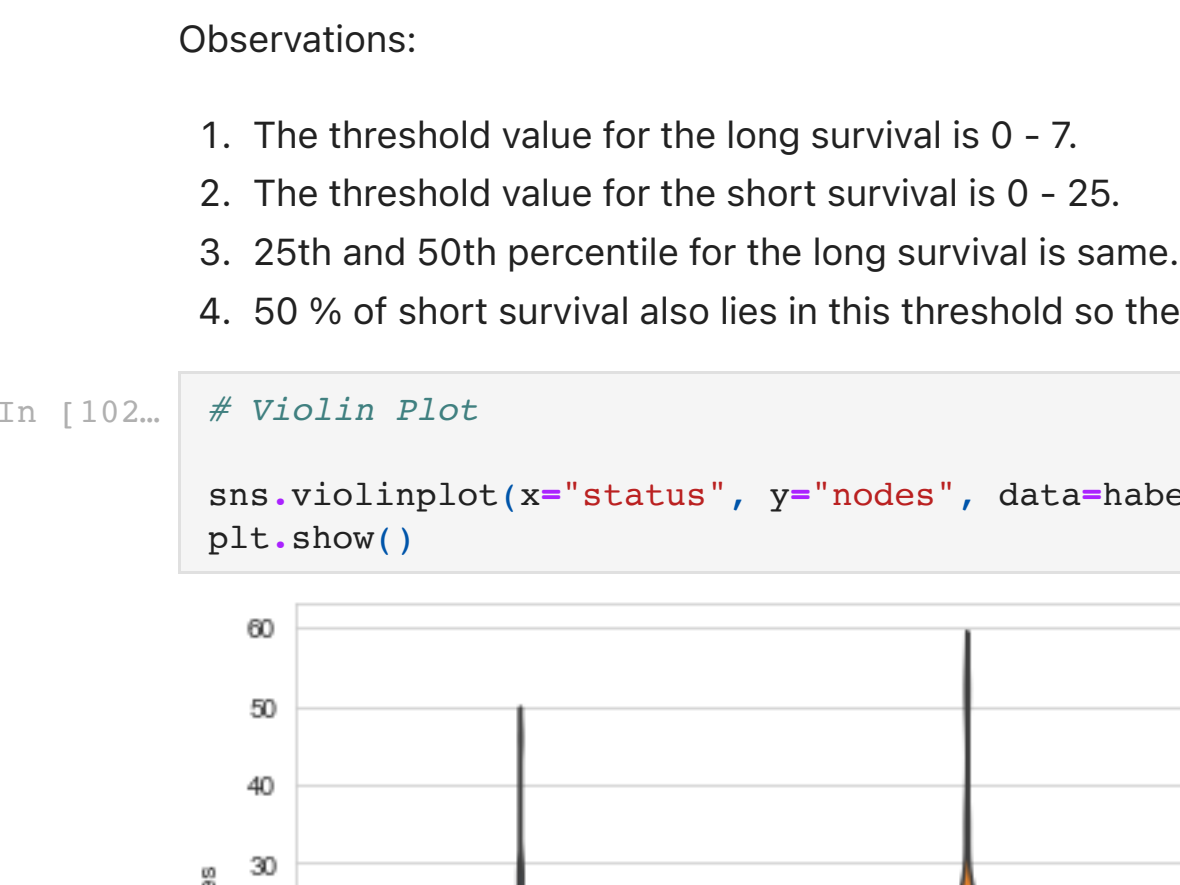 Observations:
1. The threshold value for the long survival is 0 - 7.
2. The threshold value for the short survival is 0 - 25.
3. 25th and 50th percentile for the long survival is same.
4. 50 % of short survival also lies in this threshold so the
In [102…
# Violin Plot
sns.violinplot(x="status", y="nodes", data=habe
plt.show()
60
50
40
30
es